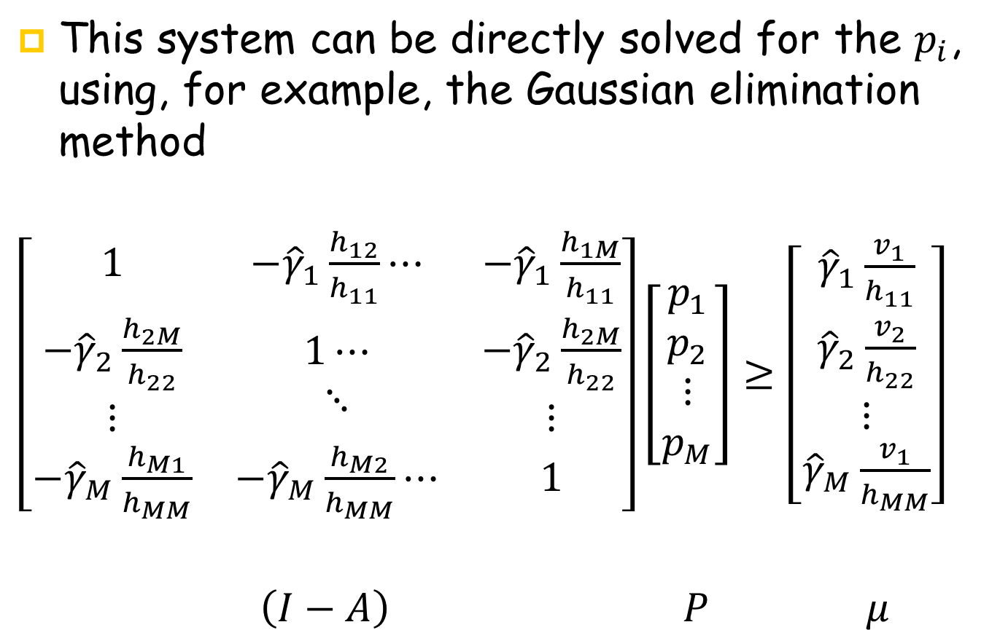 This system can be directly solved for the $p_i$,
using, for example, the Gaussian elimination
method
$\begin{bmatrix} 1 & -\hat{\gamma}_1 \frac{h_{12}}{h_{11}} \cdots & -\hat{\gamma}_1 \frac{h_{1M}}{h_{11}} \\ -\hat{\gamma}_2 \frac{h_{2M}}{h_{22}} & 1 \cdots & -\hat{\gamma}_2 \frac{h_{2M}}{h_{22}} \\ \vdots & \ddots & \vdots \\ -\hat{\gamma}_M \frac{h_{M1}}{h_{MM}} & -\hat{\gamma}_M \frac{h_{M2}}{h_{MM}} \cdots & 1 \end{bmatrix} \begin{bmatrix} p_1 \\ p_2 \\ \vdots \\ p_M \end{bmatrix} \geq \begin{bmatrix} \hat{\gamma}_1 \frac{v_1}{h_{11}} \\ \hat{\gamma}_2 \frac{v_2}{h_{22}} \\ \vdots \\ \hat{\gamma}_M \frac{v_1}{h_{MM}} \end{bmatrix}$
$(I - A)$ $P$ $\mu$